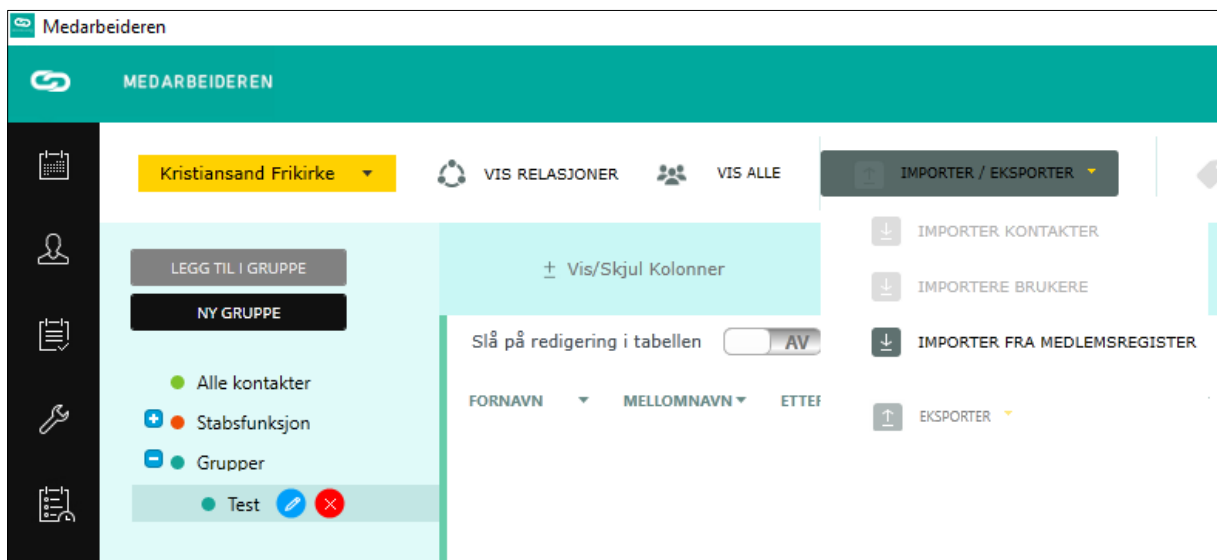 Medarbeideren
MEDARBEIDEREN
Kristiansand Frikirke
VIS RELASJONER
VIS ALLE
IMPORTER / EKSPORTER
IMPORTER KONTAKTER
IMPORTERE BRUKERE
IMPORTER FRA MEDLEMSREGISTER
EKSPORTER
LEGG TIL I GRUPPE
NY GRUPPE
Alle kontakter
Stabsfunksjon
Grupper
Test
± Vis/Skjul Kolonner
Slå på redigering i tabellen AV
FORNAVN MELLOMNAVN ETTER